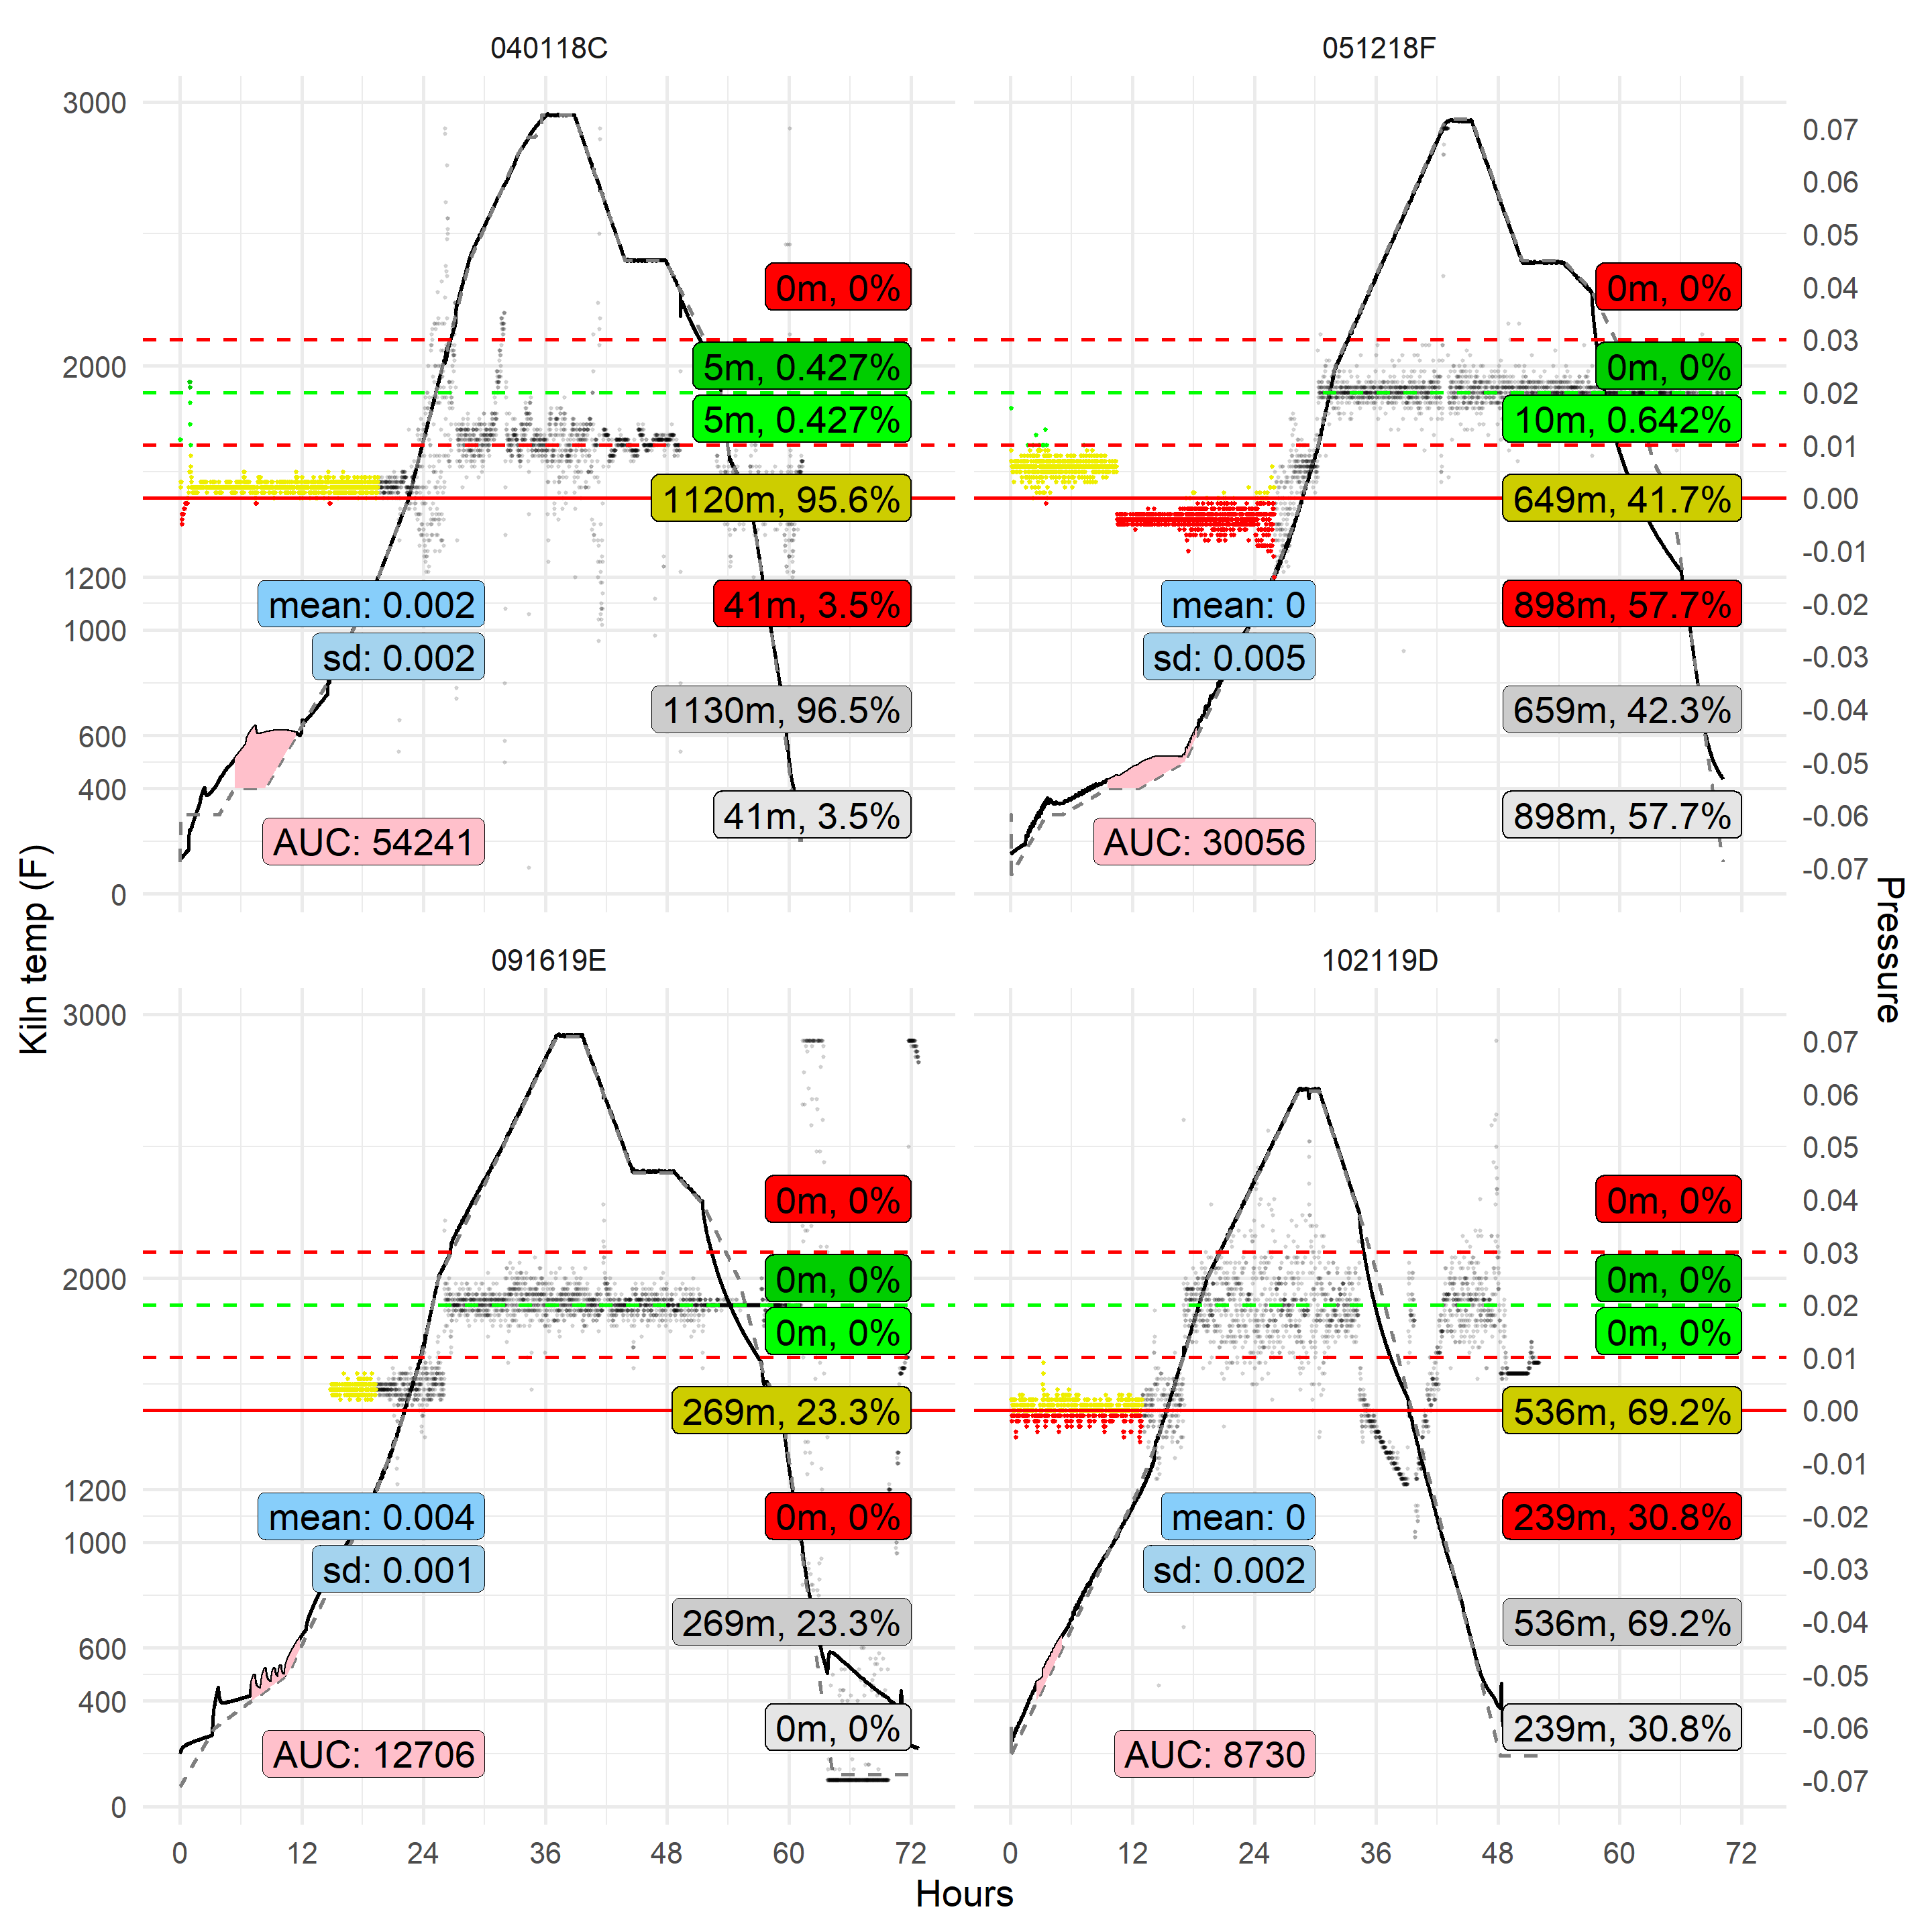 040118C
051218F
3000
2000
1200
1000
600
400
0
0m, 0%
5m, 0.427%
5m, 0.427%
1120m, 95.6%
mean: 0.002
41m, 3.5%
sd: 0.002
1130m, 96.5%
41m, 3.5%
AUC: 54241
0m, 0%
0m, 0%
10m, 0.642%
649m, 41.7%
mean: 0
898m, 57.7%
sd: 0.005
659m, 42.3%
898m, 57.7%
AUC: 30056
0.07
0.06
0.05
0.04
0.03
0.02
0.01
0.00
-0.01
-0.02
-0.03
-0.04
-0.05
-0.06
-0.07
Kiln temp (F)
Pressure
091619E
102119D
3000
2000
1200
1000
600
400
0
0m, 0%
0m, 0%
0m, 0%
269m, 23.3%
mean: 0.004
0m, 0%
sd: 0.001
269m, 23.3%
0m, 0%
AUC: 12706
0m, 0%
0m, 0%
0m, 0%
536m, 69.2%
mean: 0
239m, 30.8%
sd: 0.002
536m, 69.2%
239m, 30.8%
AUC: 8730
0.07
0.06
0.05
0.04
0.03
0.02
0.01
0.00
-0.01
-0.02
-0.03
-0.04
-0.05
-0.06
-0.07
0 12 24 36 48 60 72
0 12 24 36 48 60 72
Hours